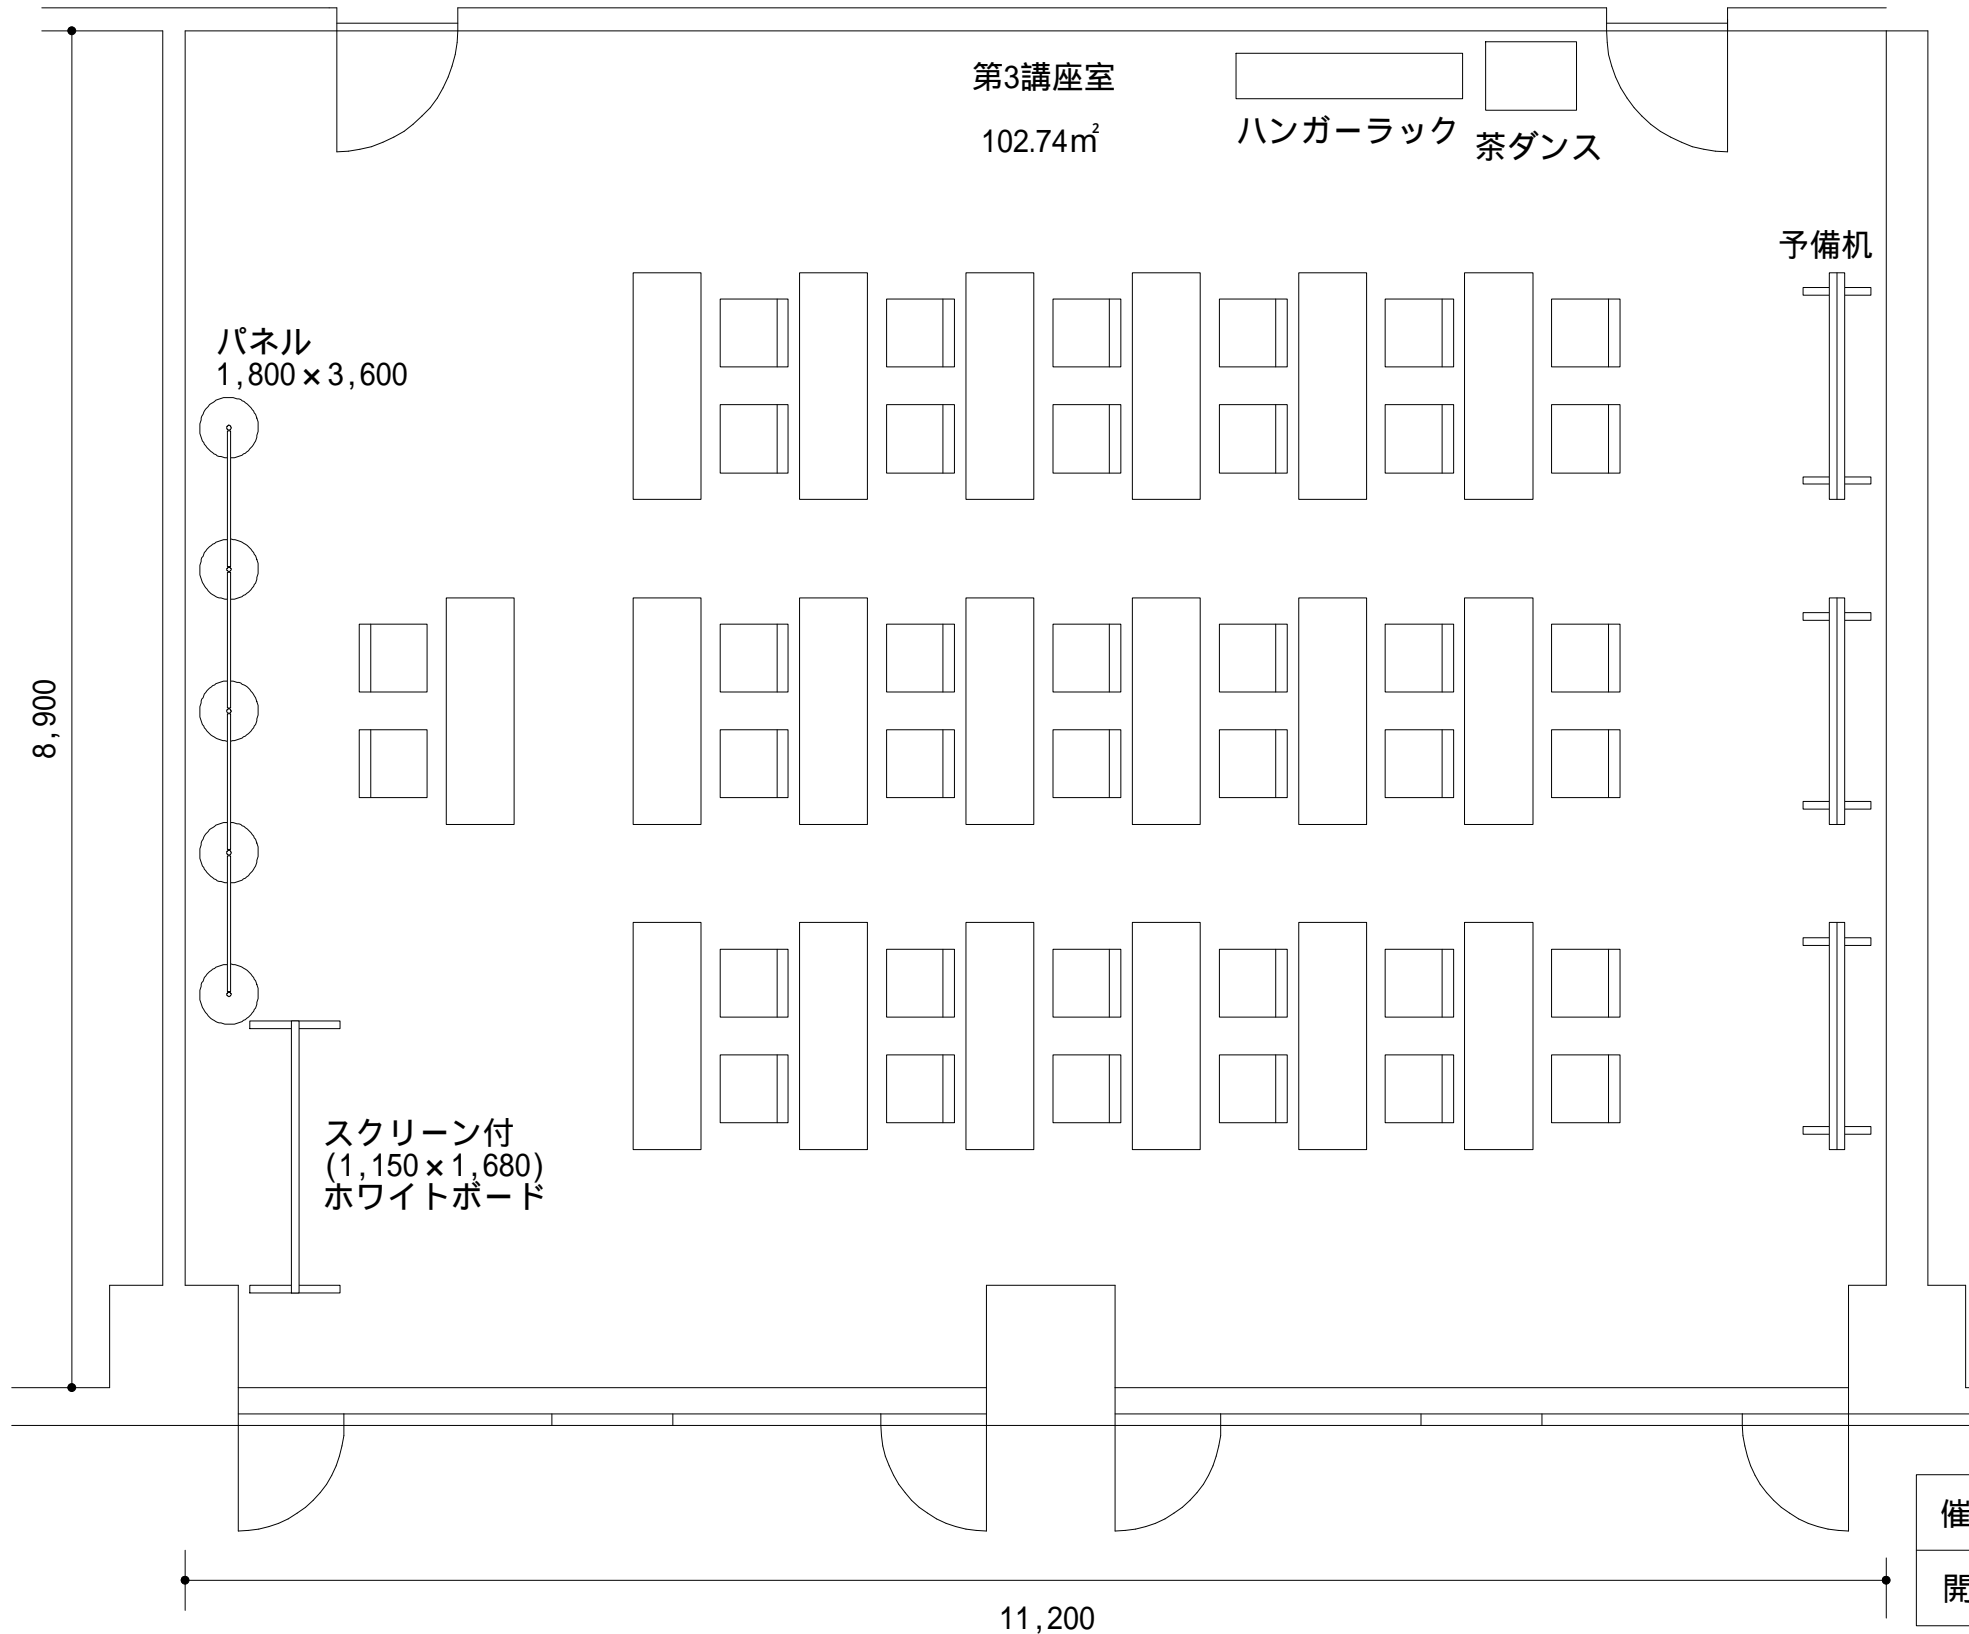 第3講座室
102.74㎡
ハンガーラック
茶ダンス
予備机
パネル
1,800×3,600
8,900
スクリーン付
(1,150×1,680)
ホワイトボード
11,200
催
開